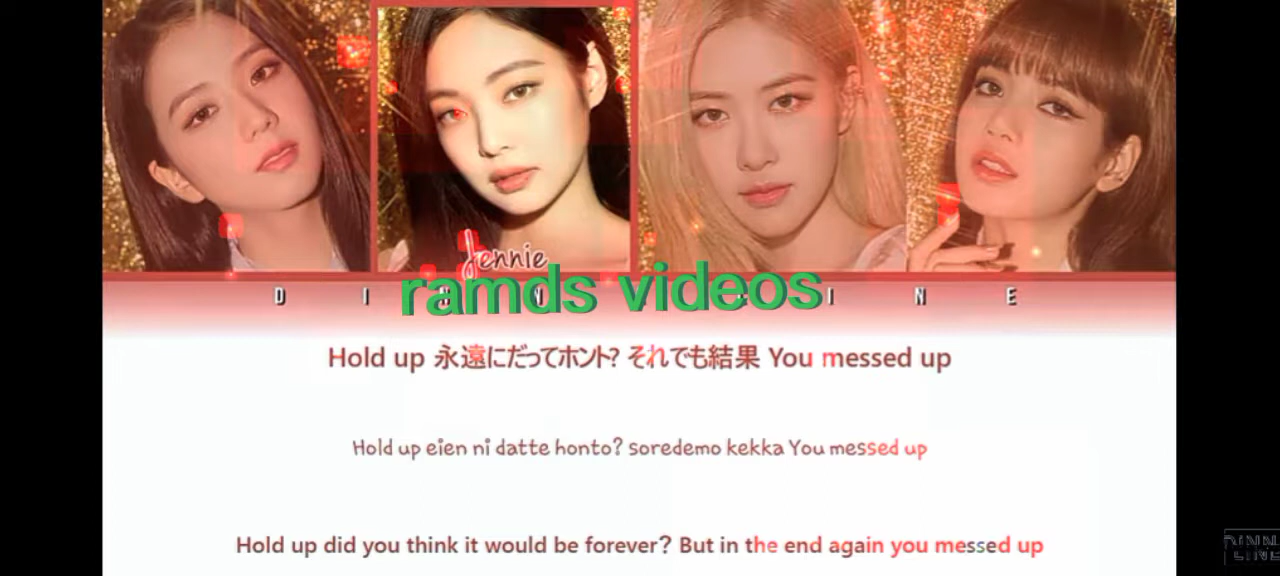 Jennie
ramds videos
Hold up 永遠にだってホント? それでも結果 You messed up
Hold up eien ni datte honto? soredemo kekka You messed up
Hold up did you think it would be forever? But in the end again you messed up